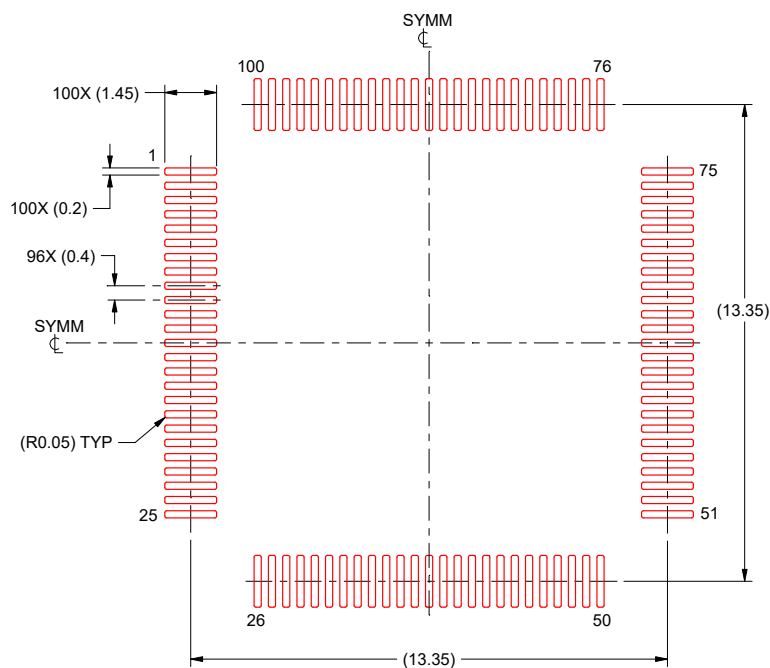 SYMM
℄
100
76
100X (1.45)
1
75
100X (0.2)
96X (0.4)
(13.35)
SYMM
℄
(R0.05) TYP
25
51
26
50
(13.35)